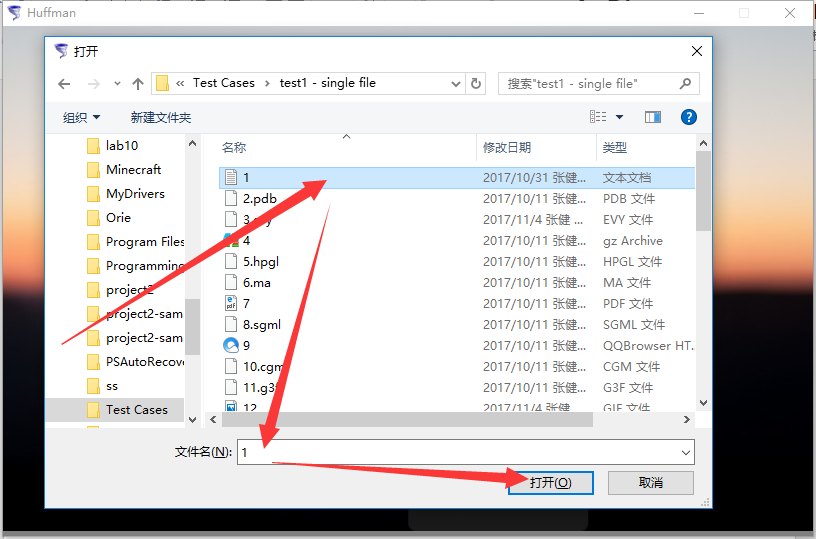 Huffman
打开
« Test Cases › test1 - single file
搜索"test1 - single file"
组织
新建文件夹
lab10
Minecraft
MyDrivers
Orie
Program Files
Programming
project2
project2-sam
project2-sam
PSAutoRecove
ss
Test Cases
名称 修改日期 类型
1 2017/10/31 张健... 文本文档
2.pdb 2017/10/11 张健... PDB 文件
2017/11/4 张健 ... EVY 文件
4 2017/10/11 张健... gz Archive
5.hpgl 2017/10/11 张健... HPGL 文件
6.ma 2017/10/11 张健... MA 文件
7 2017/10/11 张健... PDF 文件
8.sgml 2017/10/11 张健... SGML 文件
9 2017/10/11 张健... QQBrowser HT.
10.cgm 2017/10/11 张健... CGM 文件
11.g3f 2017/10/11 张健... G3F 文件
12 2017/11/4 张健... GIF 文件
文件名(N): 1
打开(O) 取消